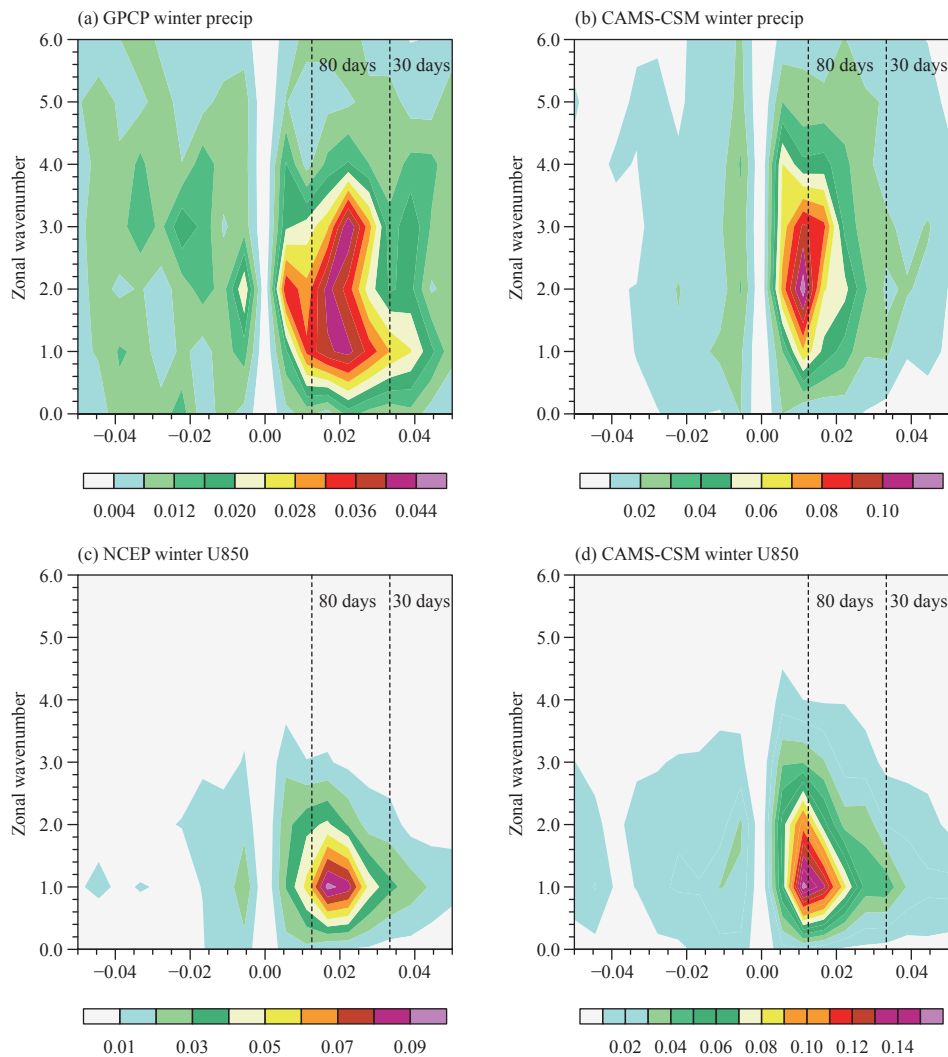 (a) GPCP winter precip
(b) CAMS-CSM winter precip
6.0
5.0
4.0
3.0
2.0
1.0
0.0
Zonal wavenumber
80 days
30 days
−0.04 −0.02 0.00 0.02 0.04
0.004 0.012 0.020 0.028 0.036 0.044
6.0
5.0
4.0
3.0
2.0
1.0
0.0
Zonal wavenumber
80 days
30 days
−0.04 −0.02 0.00 0.02 0.04
0.02 0.04 0.06 0.08 0.10
(c) NCEP winter U850
(d) CAMS-CSM winter U850
6.0
5.0
4.0
3.0
2.0
1.0
0.0
Zonal wavenumber
80 days
30 days
−0.04 −0.02 0.00 0.02 0.04
0.01 0.03 0.05 0.07 0.09
6.0
5.0
4.0
3.0
2.0
1.0
0.0
Zonal wavenumber
80 days
30 days
−0.04 −0.02 0.00 0.02 0.04
0.02 0.04 0.06 0.08 0.10 0.12 0.14